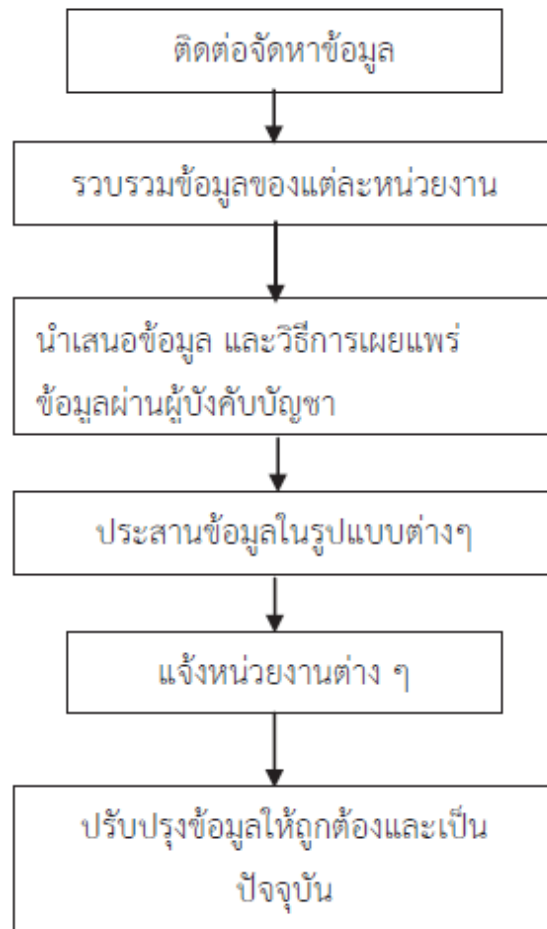 ติดต่อจัดหาข้อมูล
รวบรวมข้อมูลของแต่ละหน่วยงาน
นำเสนอข้อมูล และวิธีการเผยแพร่
ข้อมูลผ่านผู้บังคับบัญชา
ประสานข้อมูลในรูปแบบต่างๆ
แจ้งหน่วยงานต่าง ๆ
ปรับปรุงข้อมูลให้ถูกต้องและเป็น
ปัจจุบัน